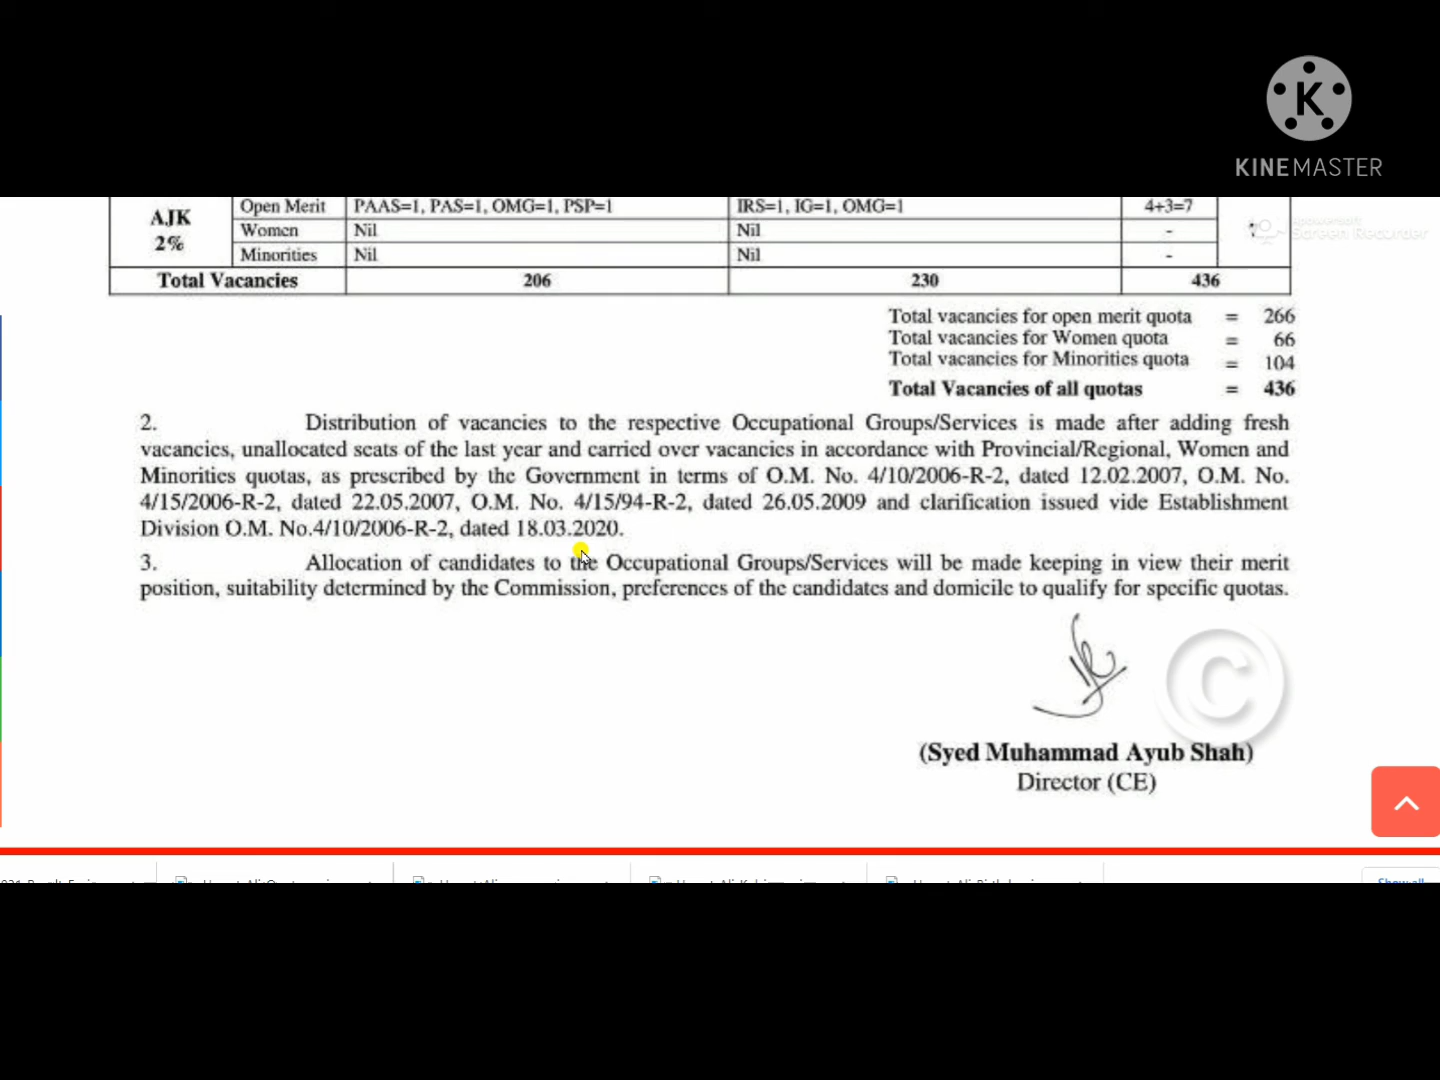 K
KINEMASTER
AJK
2%
Open Merit PAAS=1, PAS=1, OMG=1, PSP=1 IRS=1, IG=1, OMG=1 4+3=7 7
Women Nil Nil -
Minorities Nil Nil -
Screen Recorder
Total Vacancies 206 230 436
Total vacancies for open merit quota = 266
Total vacancies for Women quota = 66
Total vacancies for Minorities quota = 104
Total Vacancies of all quotas = 436
2. Distribution of vacancies to the respective Occupational Groups/Services is made after adding fresh
vacancies, unallocated seats of the last year and carried over vacancies in accordance with Provincial/Regional, Women and
Minorities quotas, as prescribed by the Government in terms of O.M. No. 4/10/2006-R-2, dated 12.02.2007, O.M. No.
4/15/2006-R-2, dated 22.05.2007, O.M. No. 4/15/94-R-2, dated 26.05.2009 and clarification issued vide Establishment
Division O.M. No.4/10/2006-R-2, dated 18.03.2020.
3. Allocation of candidates to the Occupational Groups/Services will be made keeping in view their merit
position, suitability determined by the Commission, preferences of the candidates and domicile to qualify for specific quotas.
©
(Syed Muhammad Ayub Shah)
Director (CE)
Show all